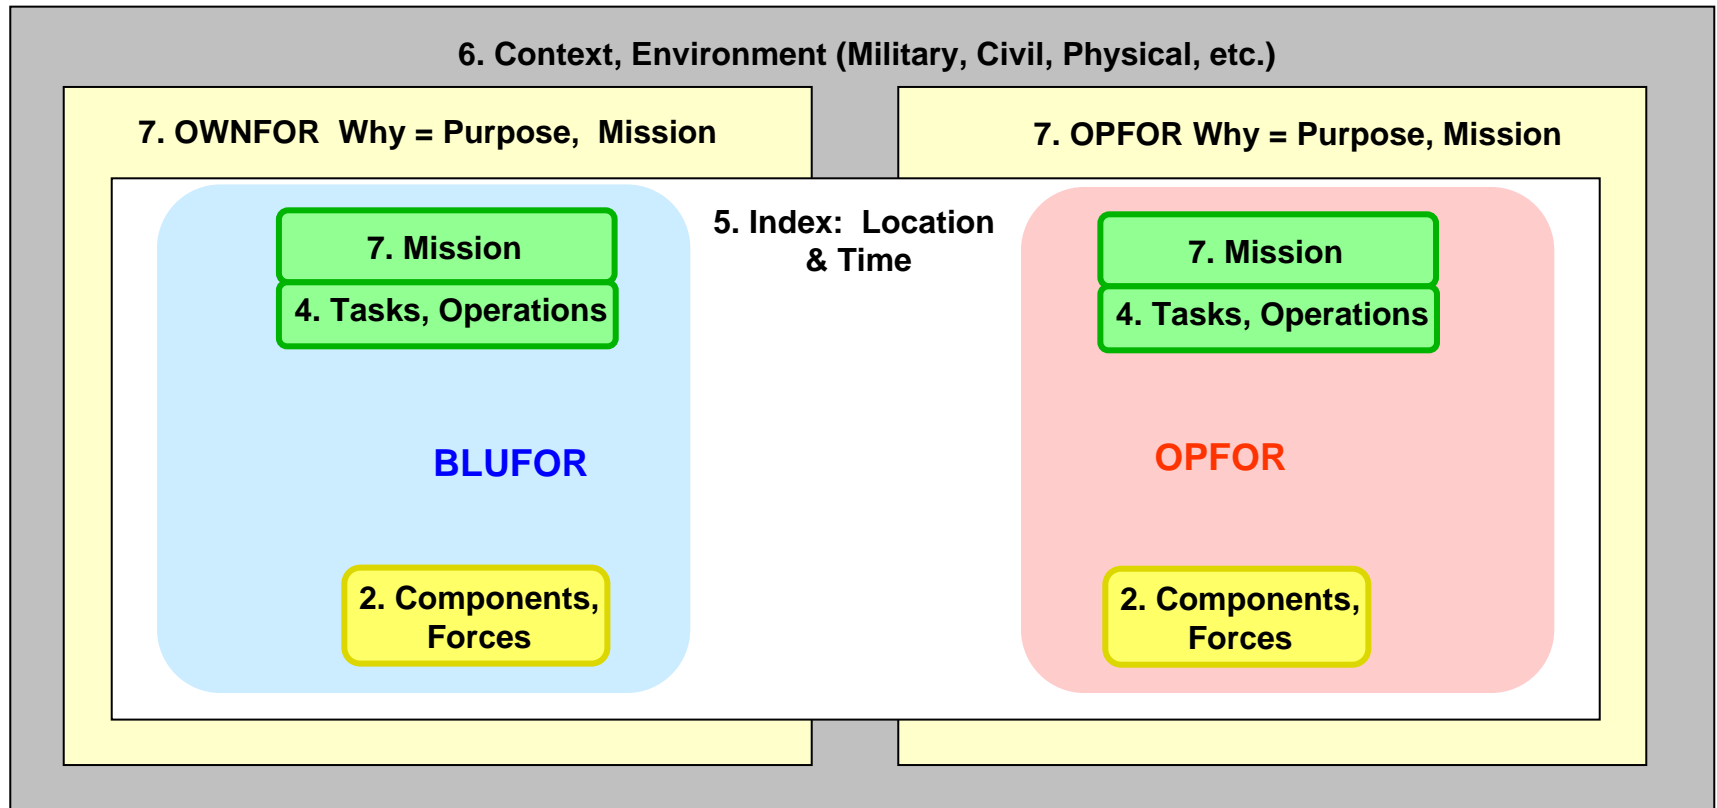 6. Context, Environment (Military, Civil, Physical, etc.)
7. OWNFOR  Why = Purpose,  Mission
7. OPFOR Why = Purpose, Mission
5. Index:  Location
& Time
7. Mission
4. Tasks, Operations
BLUFOR
2. Components,
Forces
7. Mission
4. Tasks, Operations
OPFOR
2. Components,
Forces